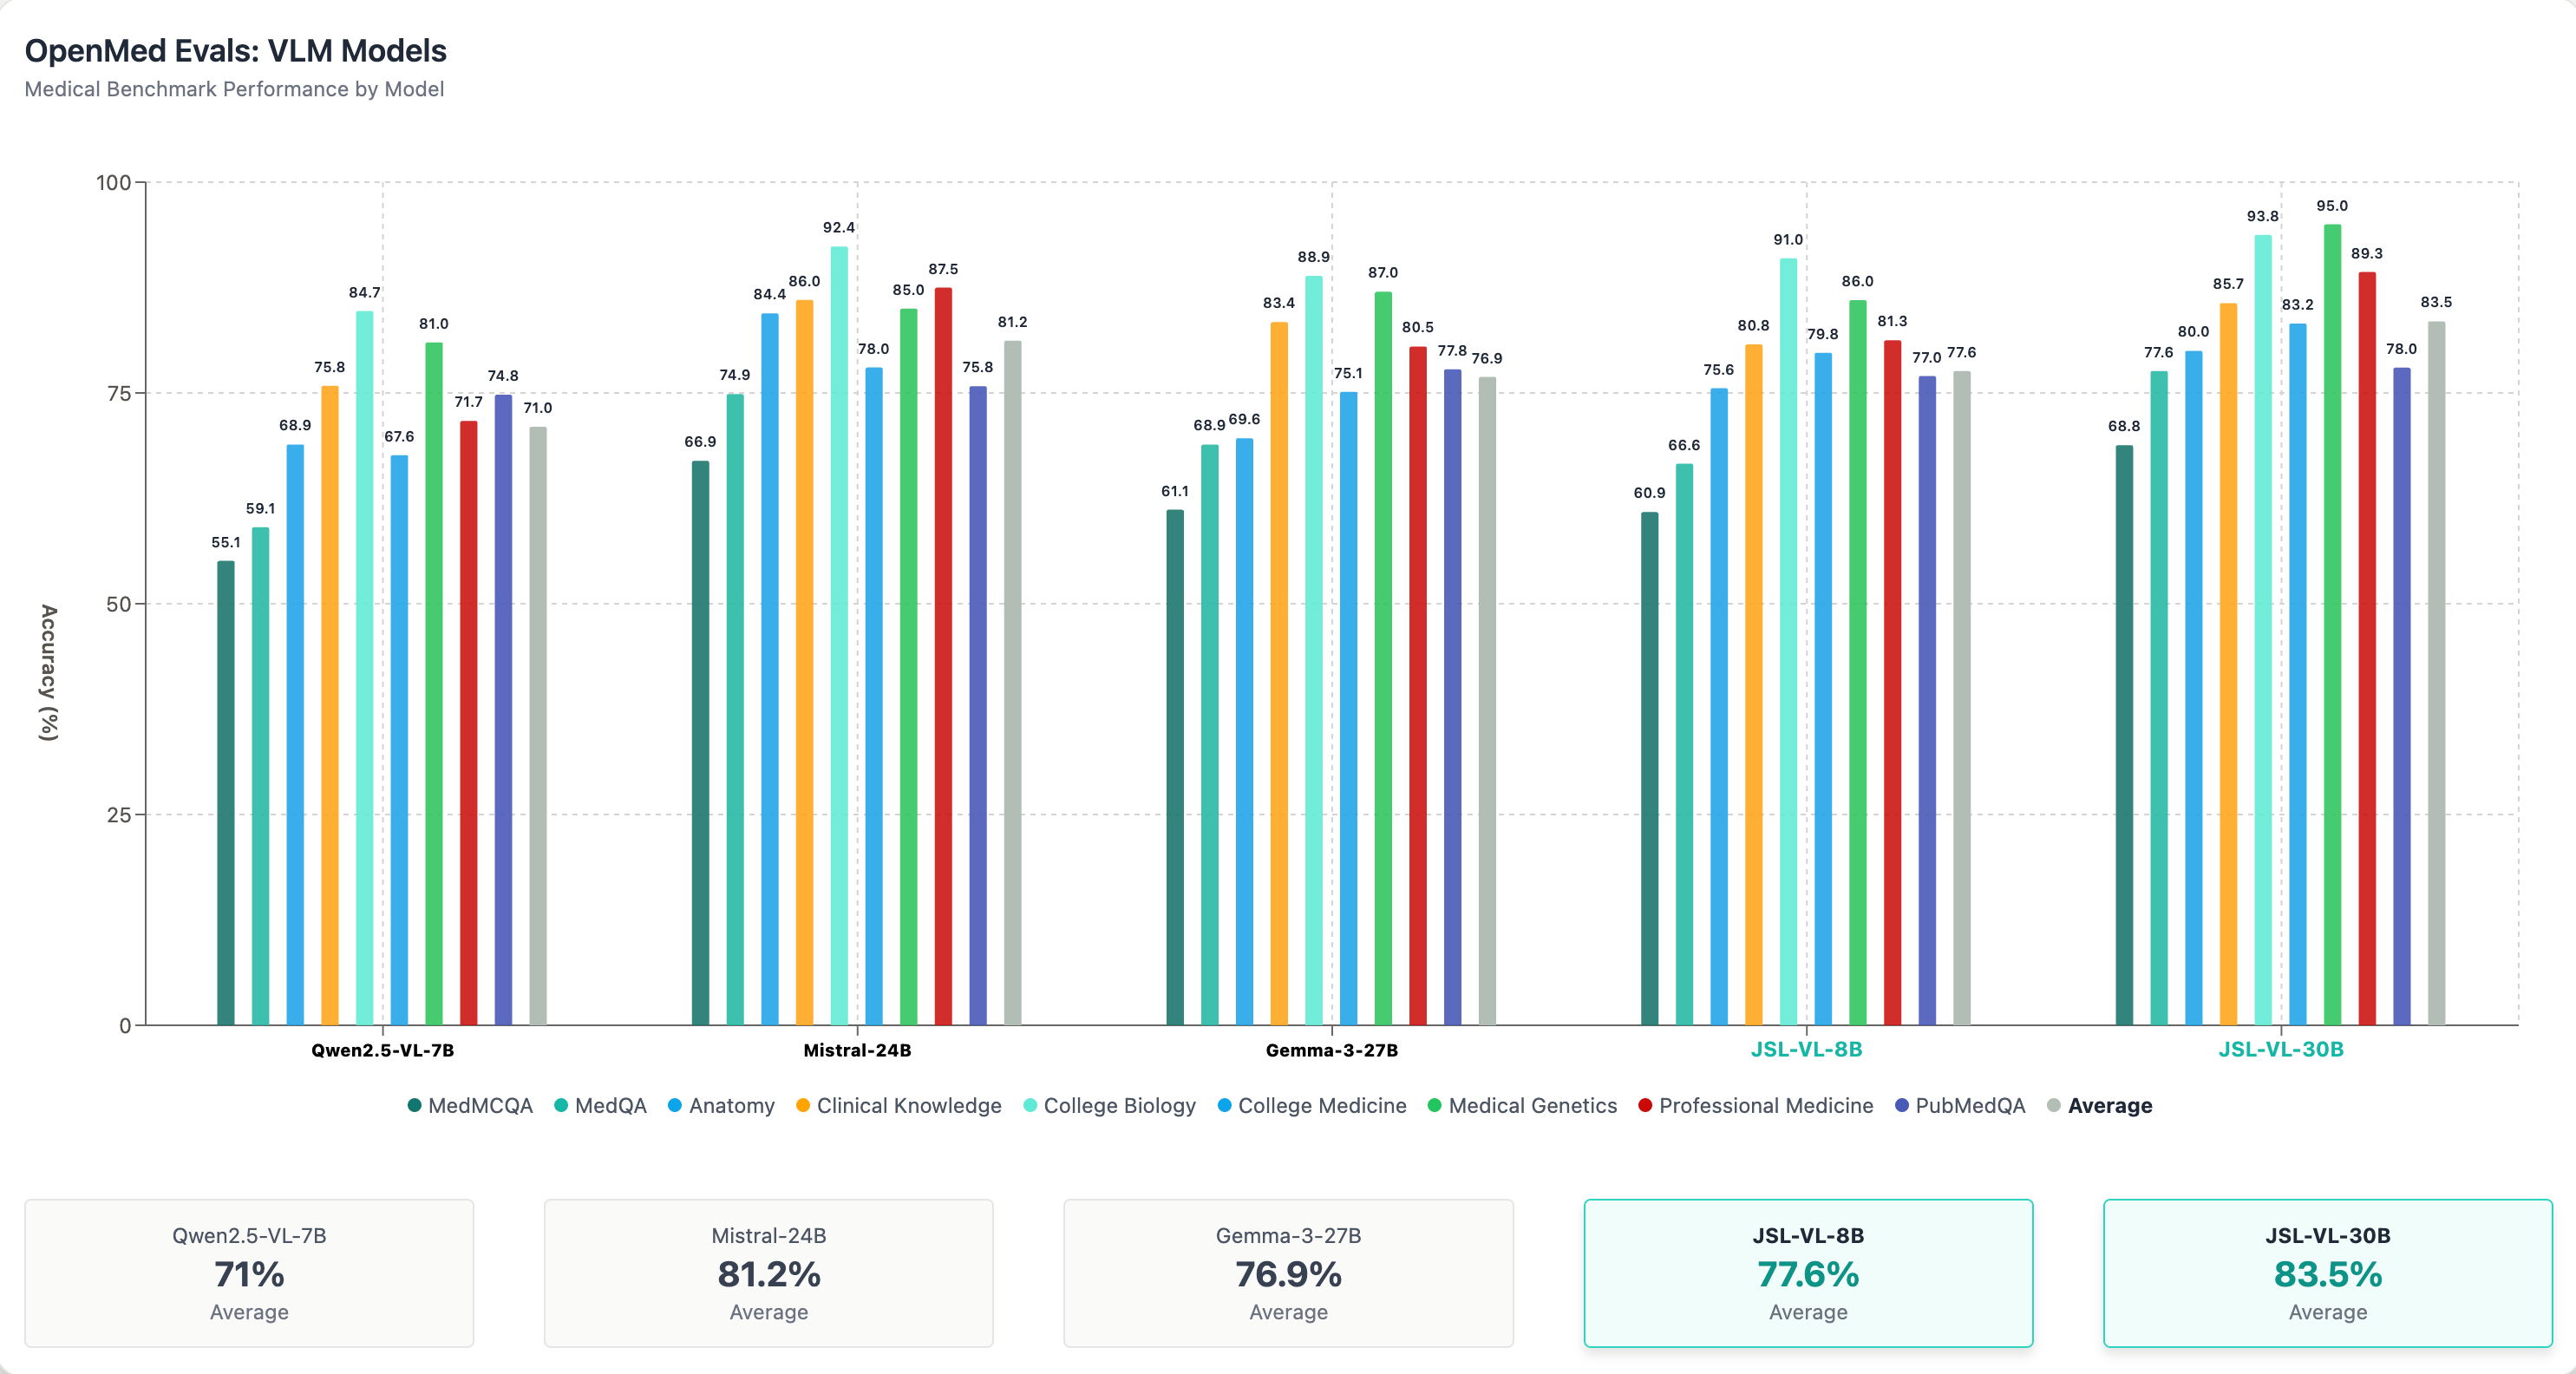 OpenMed Evals: VLM Models
Medical Benchmark Performance by Model
Accuracy (%)
100
75
50
25
0
55.1 59.1 68.9 75.8 84.7 67.6 81.0 71.7 74.8 71.0
66.9 74.9 84.4 86.0 92.4 78.0 85.0 87.5 75.8 81.2
61.1 68.9 69.6 83.4 88.9 75.1 87.0 80.5 77.8 76.9
60.9 66.6 75.6 80.8 91.0 79.8 86.0 81.3 77.0 77.6
68.8 77.6 80.0 85.7 93.8 83.2 95.0 89.3 78.0 83.5
Qwen2.5-VL-7B Mistral-24B Gemma-3-27B JSL-VL-8B JSL-VL-30B
MedMCQA MedQA Anatomy Clinical Knowledge College Biology College Medicine Medical Genetics Professional Medicine PubMedQA Average
Qwen2.5-VL-7B
71%
Average
Mistral-24B
81.2%
Average
Gemma-3-27B
76.9%
Average
JSL-VL-8B
77.6%
Average
JSL-VL-30B
83.5%
Average